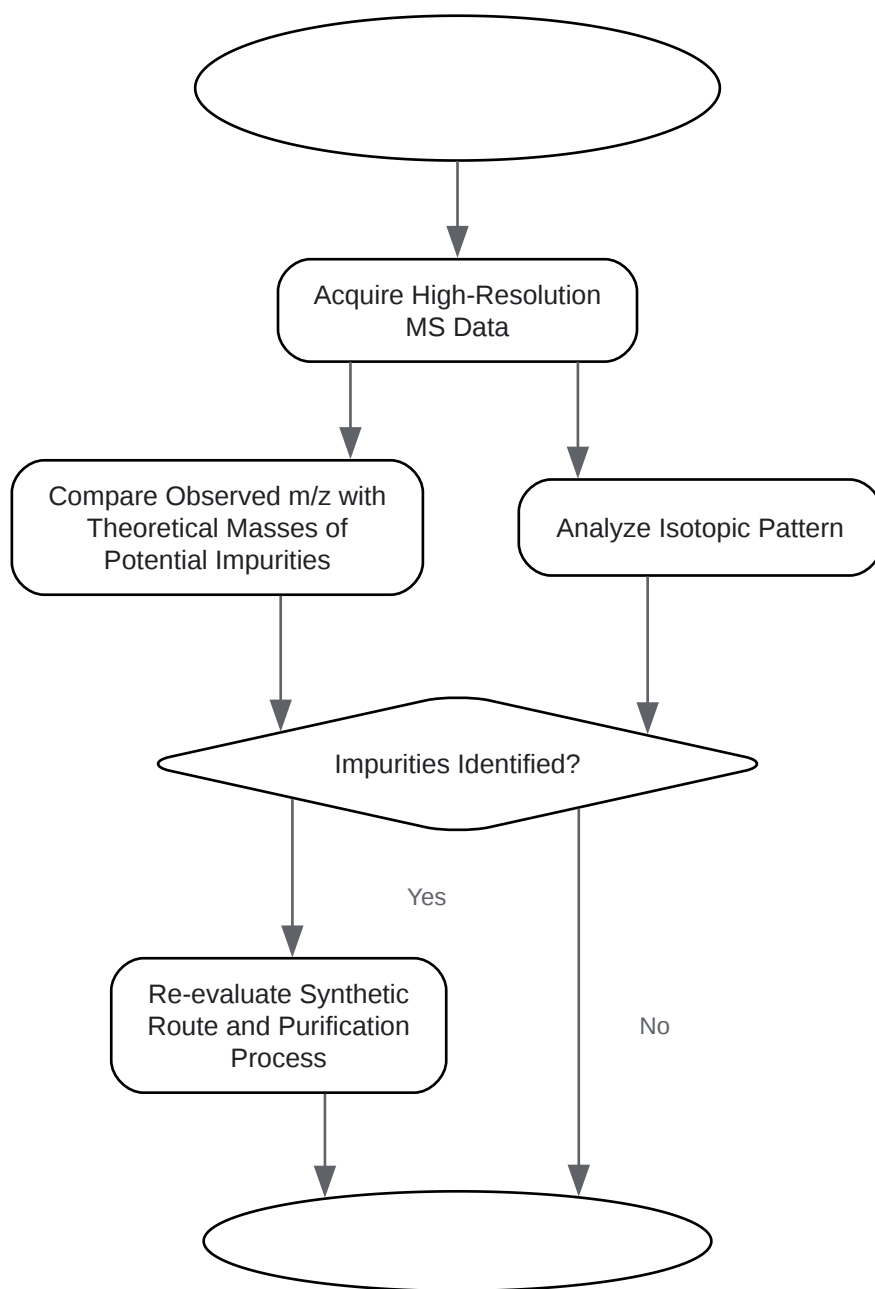 Acquire High-Resolution
MS Data
Compare Observed m/z with
Theoretical Masses of
Potential Impurities
Analyze Isotopic Pattern
Impurities Identified?
Yes
Re-evaluate Synthetic
Route and Purification
Process
No